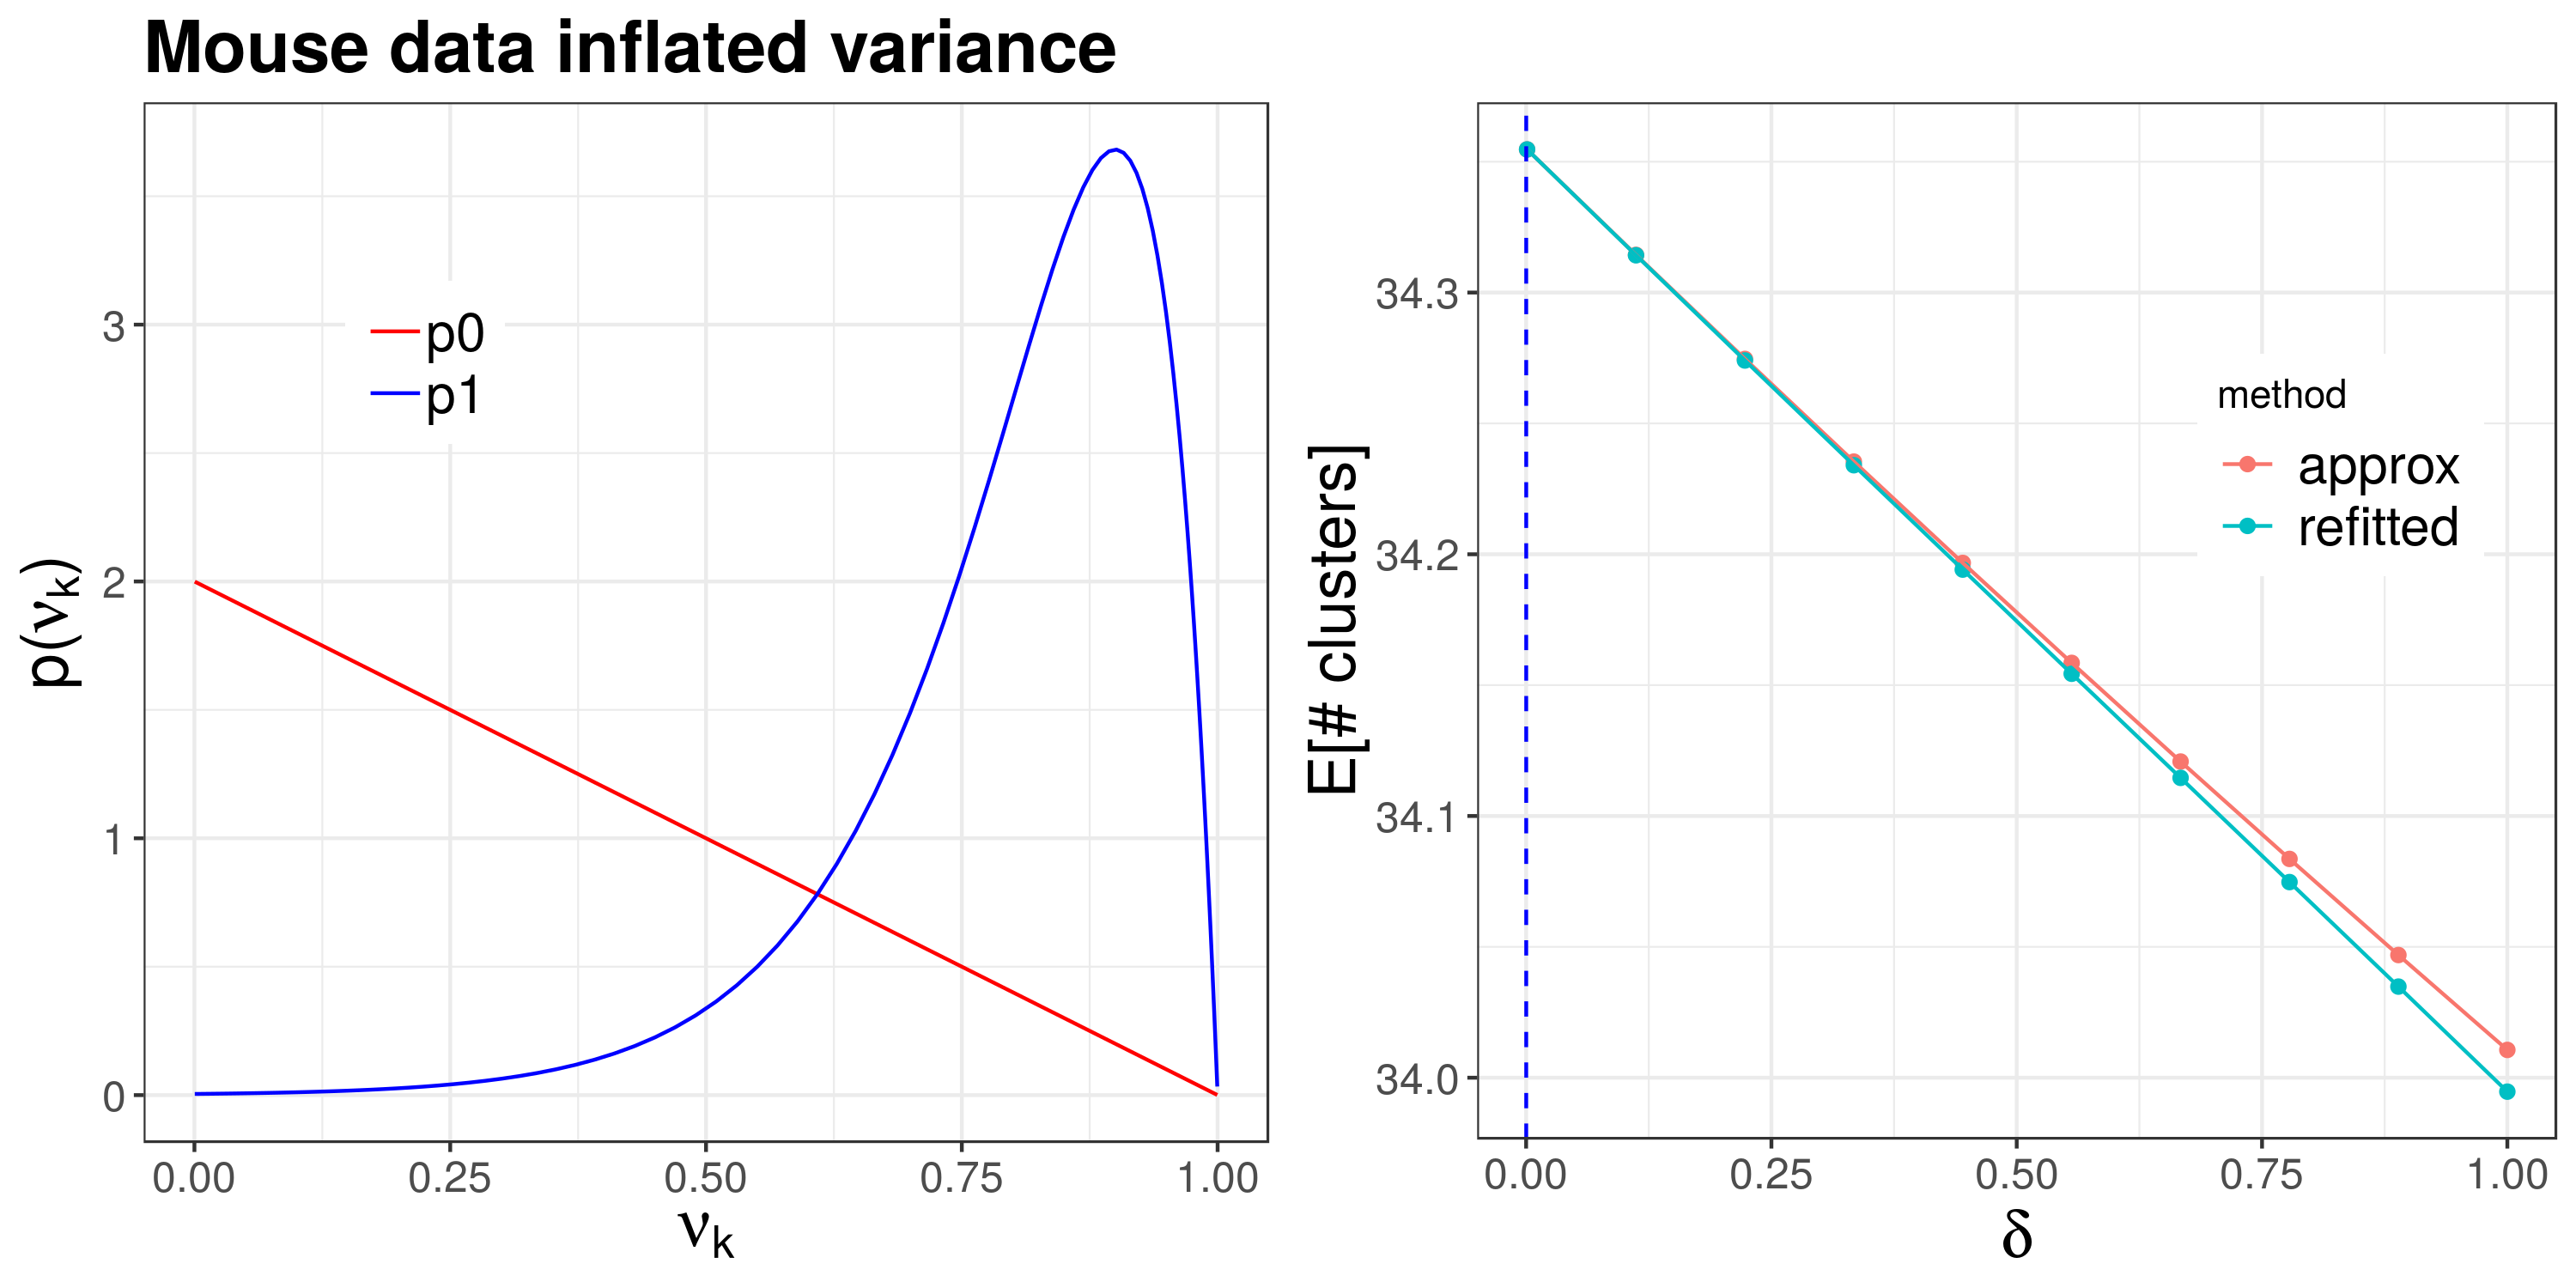 Mouse data inflated variance
p(νk)
3
2
1
0
p0
p1
0.00 0.25 0.50 0.75 1.00
νk
E[# clusters]
34.3
34.2
34.1
34.0
method
approx
refitted
0.00 0.25 0.50 0.75 1.00
δ